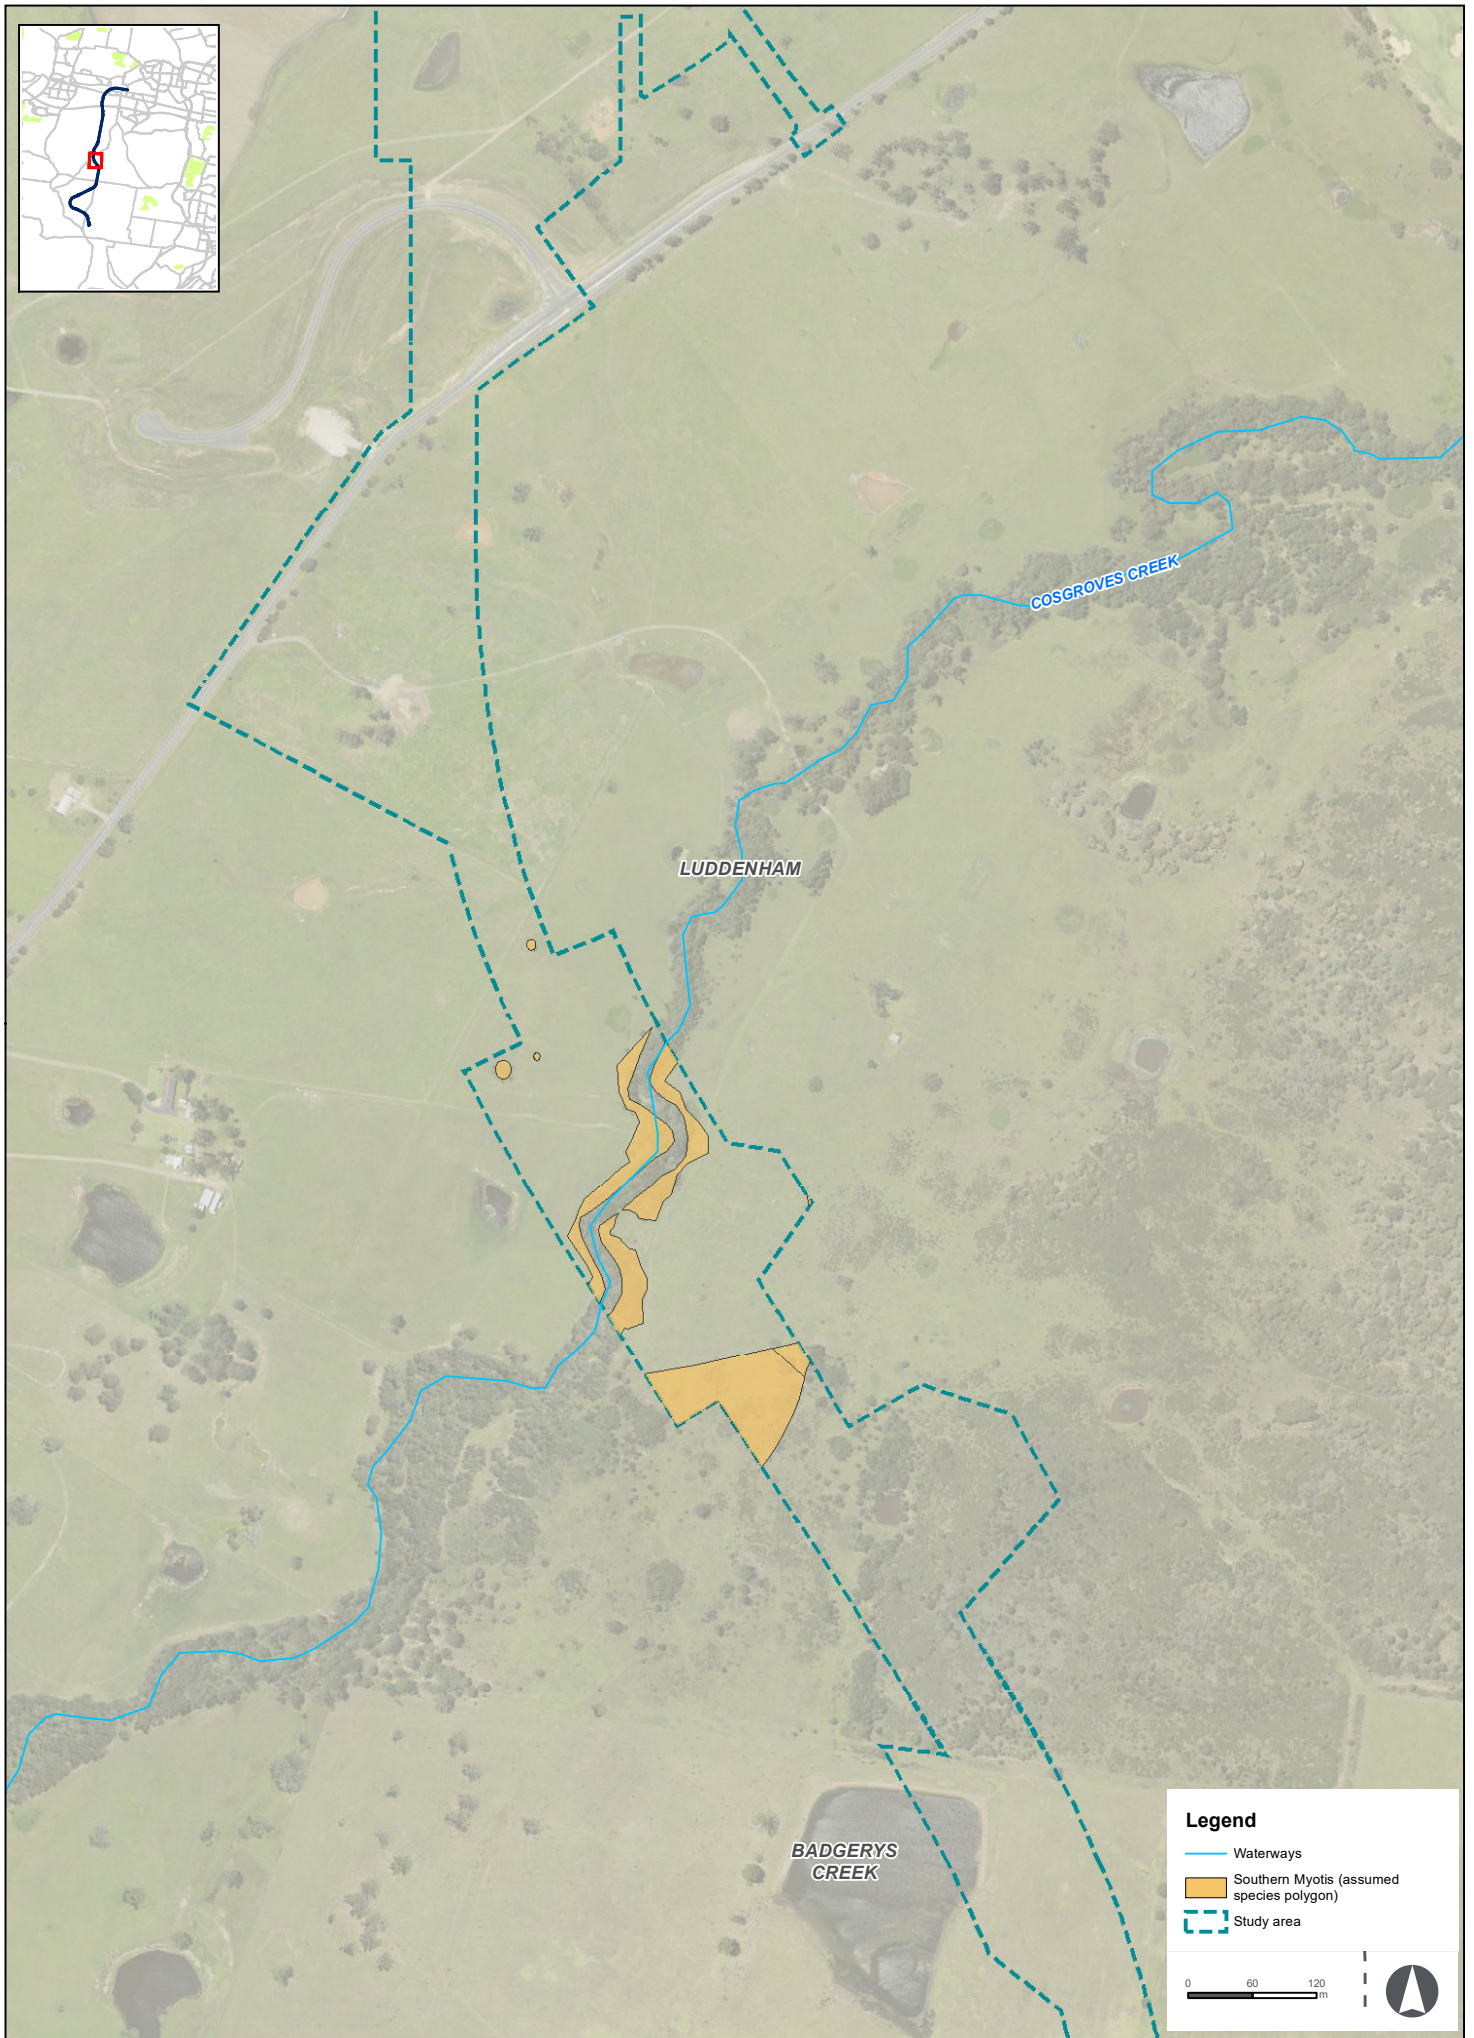 COSGROVES CREEK
LUDDENHAM
BADGERYS
CREEK
Legend
Waterways
Southern Myotis (assumed
species polygon)
Study area
0 60 120
m